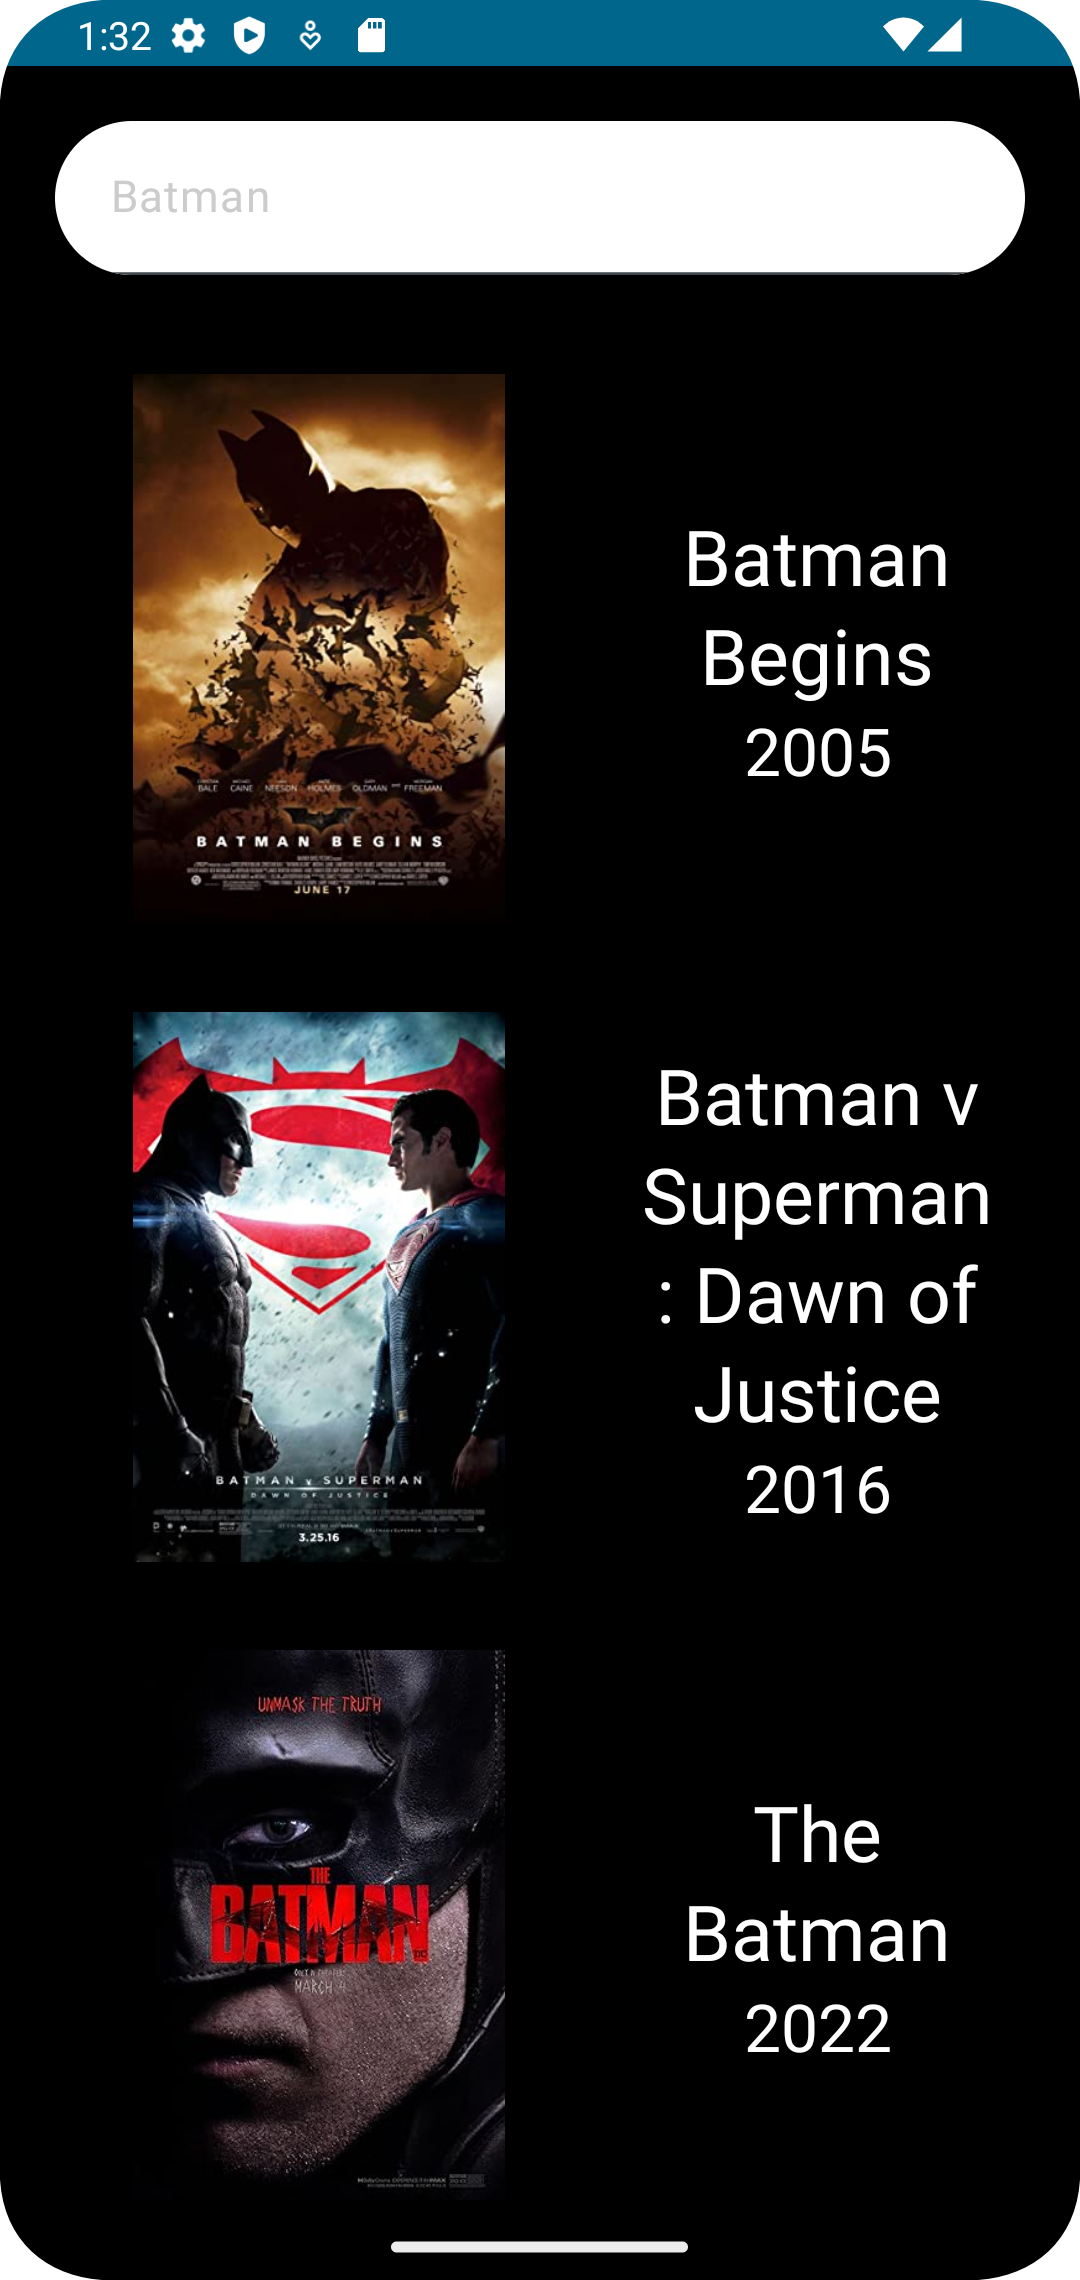 1:32
Batman
Batman
Begins
2005
BALE CAINE NEESON HOLMES OLDMAN and FREEMAN
BATMAN BEGINS
JUNE 17
Batman v
Superman
: Dawn of
Justice
2016
BATMAN v SUPERMAN
DAWN OF JUSTICE
3.25.16
UNMASK THE TRUTH
THE
BATMAN
MARCH 4
The
Batman
2022